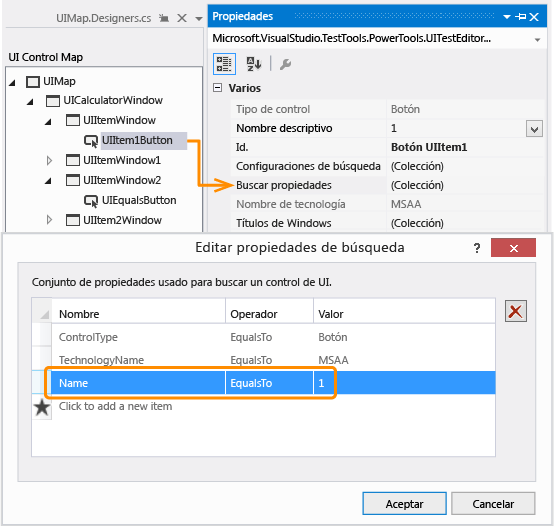 UIMap.Designers.cs
UI Control Map
UIMap
UICalculatorWindow
UIItemWindow
UIItem1Button
UIItemWindow1
UIItemWindow2
UIEqualsButton
UIItem2Window
Propiedades
Microsoft.VisualStudio.TestTools.PowerTools.UITestEditor...
Varios
Tipo de control Botón
Nombre descriptivo 1
Id. Botón UIItem1
Configuraciones de búsqueda (Colección)
Buscar propiedades (Colección)
Nombre de tecnología MSAA
Títulos de Windows (Colección)
Editar propiedades de búsqueda
?
Conjunto de propiedades usado para buscar un control de UI.
Nombre Operador Valor
ControlType EqualsTo Botón
TechnologyName EqualsTo MSAA
Name EqualsTo 1
Click to add a new item
Aceptar Cancelar